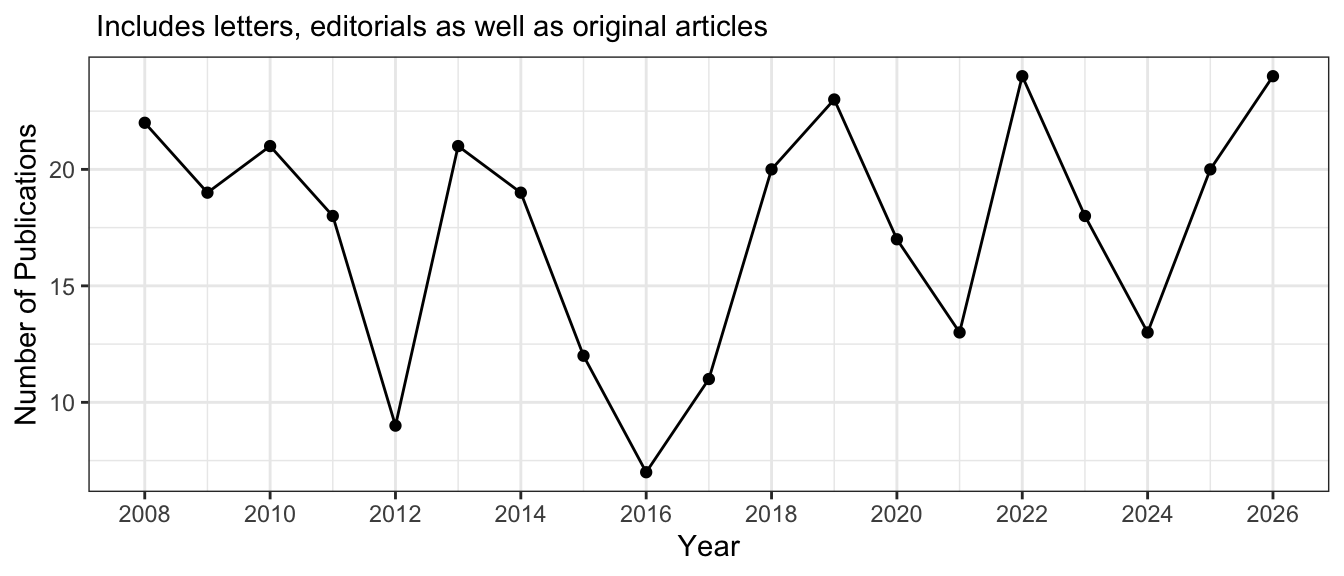 Includes letters, editorials as well as original articles
Number of Publications
20
15
10
2008 2010 2012 2014 2016 2018 2020 2022 2024 2026
Year